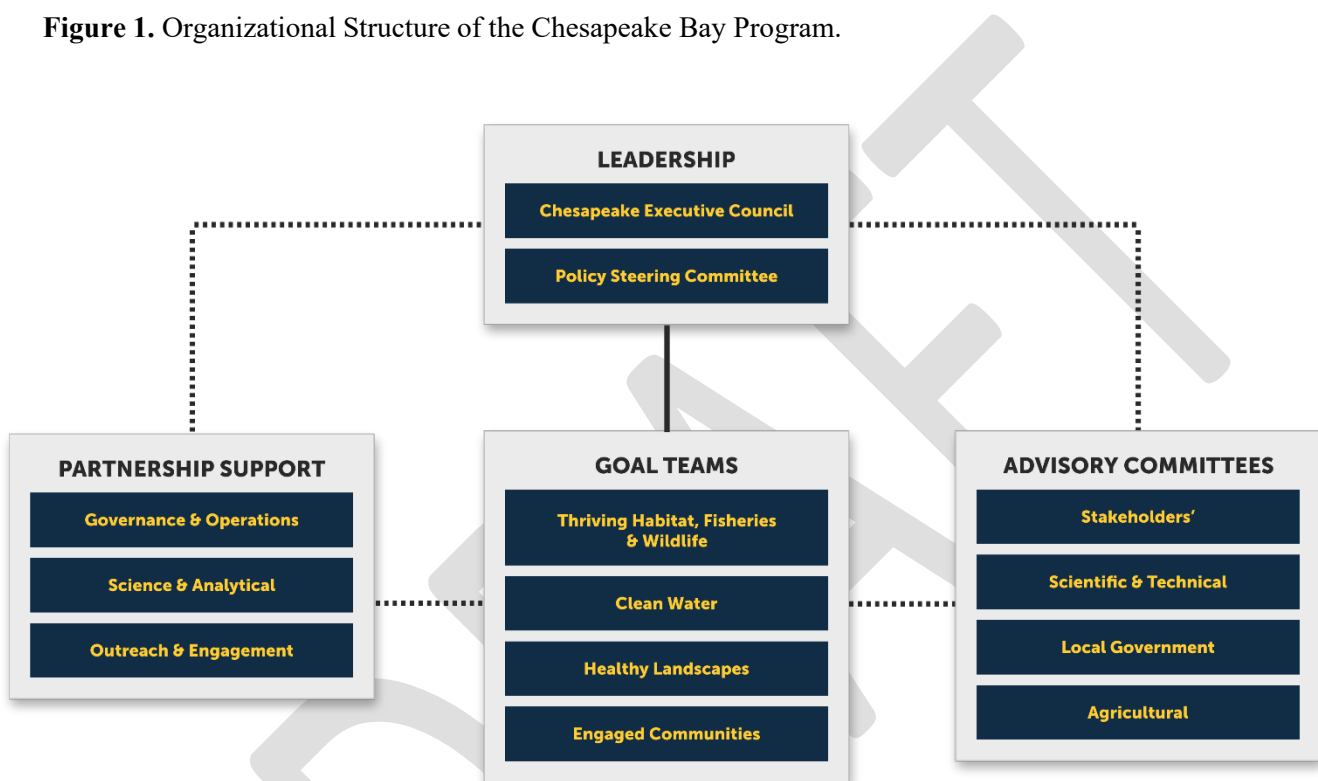 Figure 1. Organizational Structure of the Chesapeake Bay Program.
LEADERSHIP
Chesapeake Executive Council
Policy Steering Committee
PARTNERSHIP SUPPORT
Governance & Operations
Science & Analytical
Outreach & Engagement
GOAL TEAMS
Thriving Habitat, Fisheries
& Wildlife
Clean Water
Healthy Landscapes
Engaged Communities
ADVISORY COMMITTEES
Stakeholders’
Scientific & Technical
Local Government
Agricultural
DRAFT